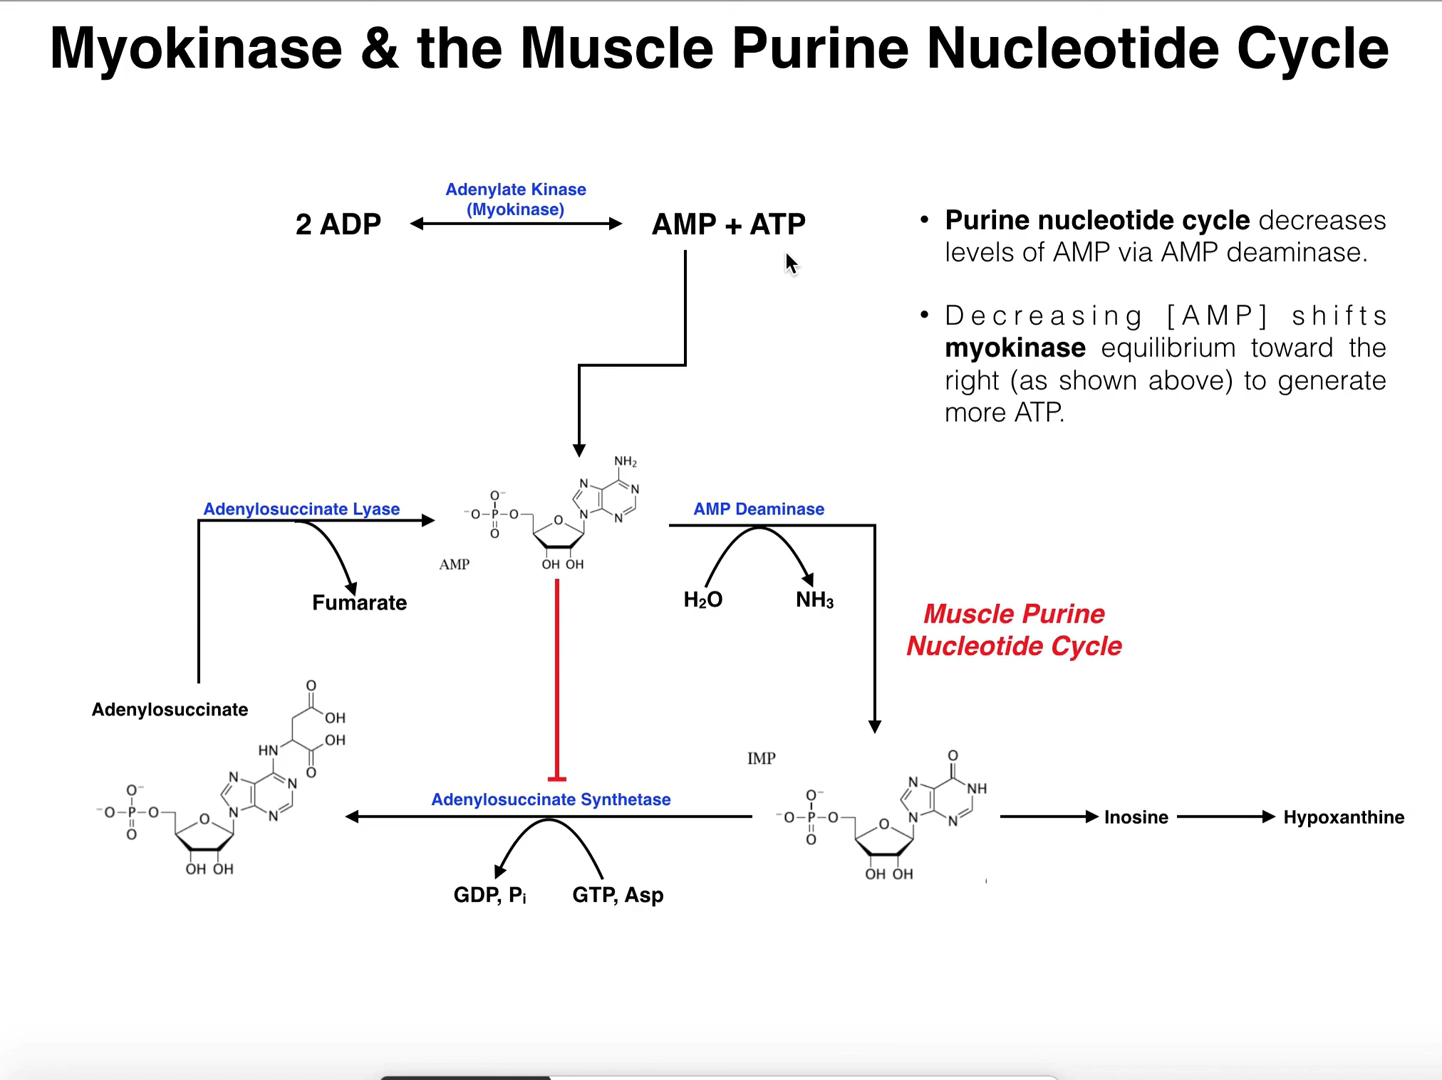 Myokinase & the Muscle Purine Nucleotide Cycle
Adenylate Kinase
(Myokinase)
2 ADP
AMP + ATP
• Purine nucleotide cycle decreases
levels of AMP via AMP deaminase.
• Decreasing [AMP] shifts
myokinase equilibrium toward the
right (as shown above) to generate
more ATP.
NH₂
N
N
N
N
O⁻
⁻O-P-O
O
O
OH OH
AMP
Adenylosuccinate Lyase
Fumarate
AMP Deaminase
H₂O
NH₃
Muscle Purine
Nucleotide Cycle
Adenylosuccinate
O
OH
OH
O
HN
N
N
N
N
O⁻
⁻O-P-O
O
O
OH OH
Adenylosuccinate Synthetase
GDP, Pi
GTP, Asp
IMP
O
N
NH
N
N
O⁻
⁻O-P-O
O
O
OH OH
Inosine
Hypoxanthine